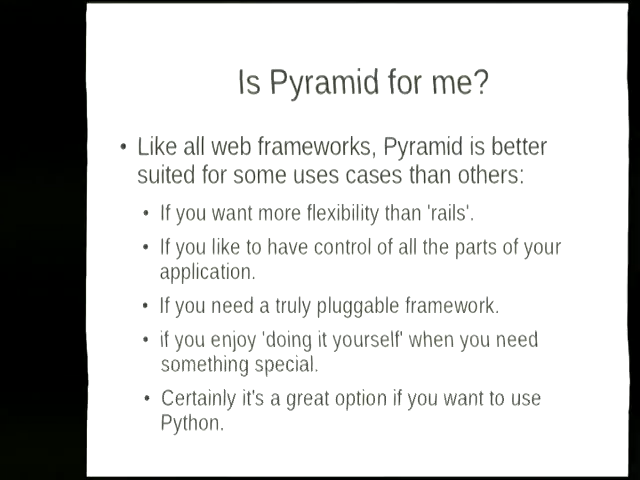 Is Pyramid for me?
• Like all web frameworks, Pyramid is better
suited for some uses cases than others:
• If you want more flexibility than 'rails'.
• If you like to have control of all the parts of your
application.
• If you need a truly pluggable framework.
• if you enjoy 'doing it yourself' when you need
something special.
• Certainly it's a great option if you want to use
Python.